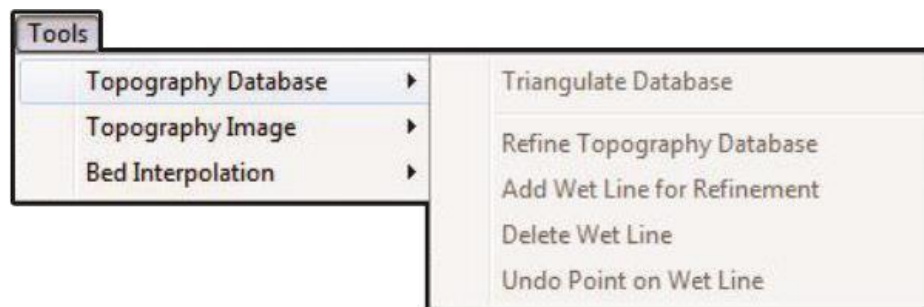 Tools
Topography Database
Topography Image
Bed Interpolation
Triangulate Database
Refine Topography Database
Add Wet Line for Refinement
Delete Wet Line
Undo Point on Wet Line